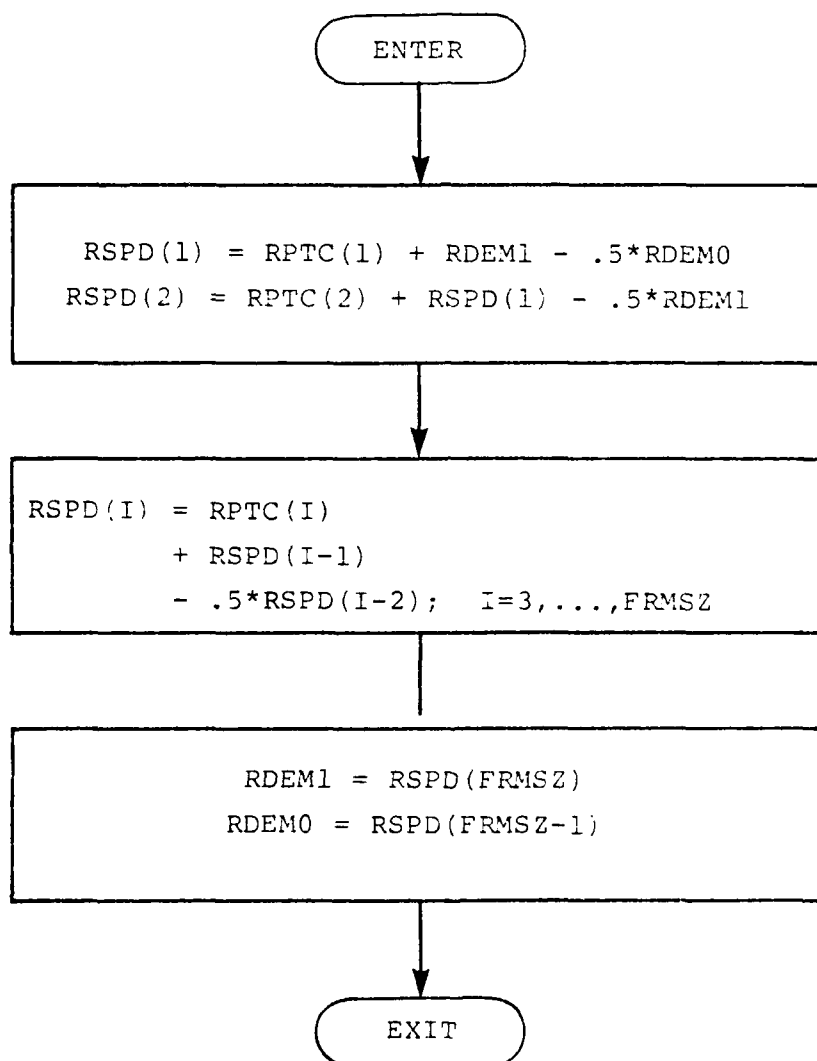 ENTER
RSPD(1) = RPTC(1) + RDEM1 - .5*RDEM0
RSPD(2) = RPTC(2) + RSPD(1) - .5*RDEM1
RSPD(I) = RPTC(I)
+ RSPD(I-1)
- .5*RSPD(I-2); I=3,...,FRMSZ
RDEM1 = RSPD(FRMSZ)
RDEM0 = RSPD(FRMSZ-1)
EXIT